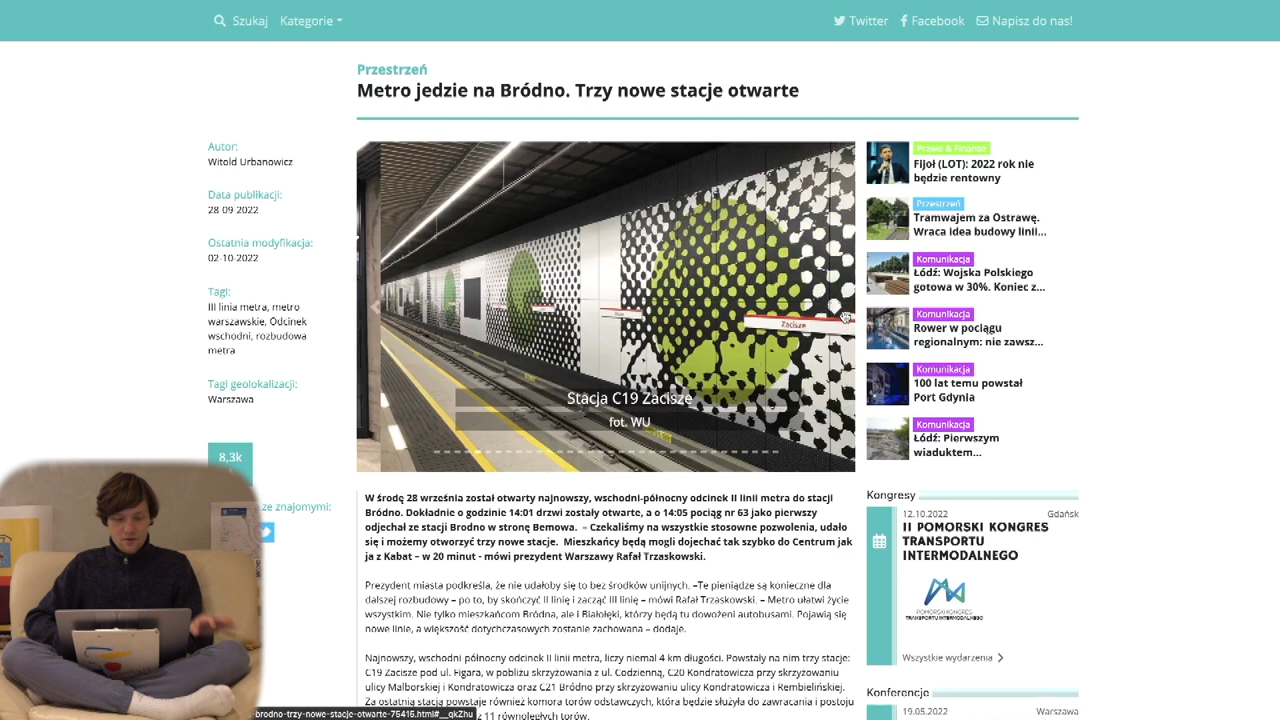 Szukaj Kategorie
Twitter Facebook Napisz do nas!
Przestrzeń
Metro jedzie na Bródno. Trzy nowe stacje otwarte
Autor:
Witold Urbanowicz
Data publikacji:
28-09-2022
Ostatnia modyfikacja:
02-10-2022
Tagi:
III linia metra, metro
warszawskie, Odcinek
wschodni, rozbudowa
metra
Tagi geolokalizacji:
Warszawa
8,3k
ze znajomymi:
Zacisze
Stacja C19 Zacisze
fot. WU
W środę 28 września został otwarty najnowszy, wschodni-północny odcinek II linii metra do stacji
Bródno. Dokładnie o godzinie 14:01 drzwi zostały otwarte, a o 14:05 pociąg nr 63 jako pierwszy
odjechał ze stacji Brodno w stronę Bemowa. – Czekaliśmy na wszystkie stosowne pozwolenia, udało
się i możemy otworzyć trzy nowe stacje. Mieszkańcy będą mogli dojechać tak szybko do Centrum jak
ja z Kabat – w 20 minut - mówi prezydent Warszawy Rafał Trzaskowski.
Prezydent miasta podkreśla, że nie udałoby się to bez środków unijnych. –Te pieniądze są konieczne dla
dalszej rozbudowy – po to, by skończyć II linię i zacząć III linię – mówi Rafał Trzaskowski. – Metro ułatwi życie
wszystkim. Nie tylko mieszkańcom Bródna, ale i Białołęki, którzy będą tu dowożeni autobusami. Pojawią się
nowe linie, a większość dotychczasowych zostanie zachowana – dodaje.
Najnowszy, wschodni północny odcinek II linii metra, liczy niemal 4 km długości. Powstały na nim trzy stacje:
C19 Zacisze pod ul. Figara, w pobliżu skrzyżowania z ul. Codzienną, C20 Kondratowicza przy skrzyżowaniu
ulicy Malborskiej i Kondratowicza oraz C21 Bródno przy skrzyżowaniu ulicy Kondratowicza i Rembielińskiej.
Za ostatnią stacją powstaje również komora torów odstawczych, która będzie służyła do zawracania i postoju
z 11 równoległych torów.
brodno-trzy-nowe-stacje-otwarte-75415.html#__qkZhu
Prawo & Finanse
Fijoł (LOT): 2022 rok nie
będzie rentowny
Przestrzeń
Tramwajem za Ostrawę.
Wraca idea budowy linii...
Komunikacja
Łódź: Wojska Polskiego
gotowa w 30%. Koniec z...
Komunikacja
Rower w pociągu
regionalnym: nie zawsz...
Komunikacja
100 lat temu powstał
Port Gdynia
Komunikacja
Łódź: Pierwszym
wiaduktem...
Kongresy
12.10.2022 Gdańsk
II POMORSKI KONGRES
TRANSPORTU
INTERMODALNEGO
POMORSKI KONGRES
TRANSPORTU INTERMODALNEGO
Wszystkie wydarzenia
Konferencje
19.05.2022 Warszawa